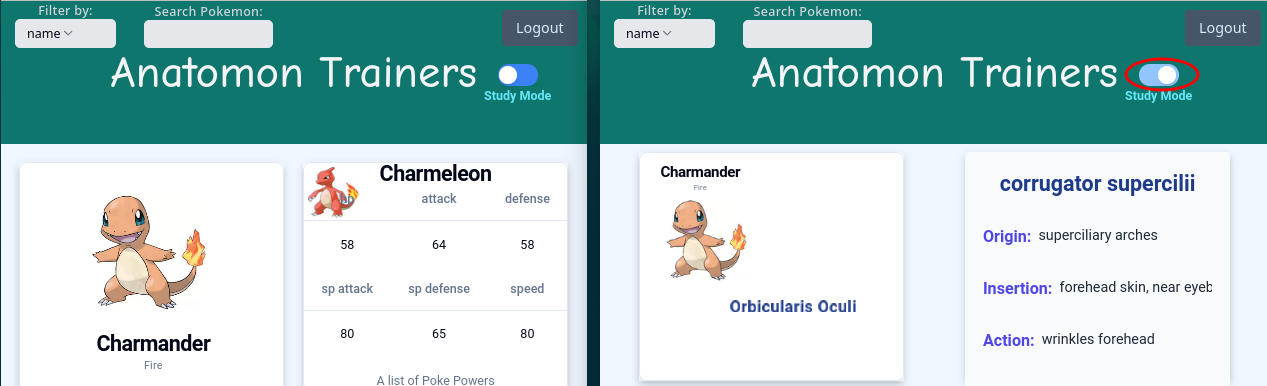 Filter by:
Search Pokemon:
name
Logout
Anatomon Trainers
Study Mode
Charmander
Fire
Charmeleon
attack
defense
58
64
58
sp attack
sp defense
speed
80
65
80
A list of Poke Powers
Filter by:
Search Pokemon:
name
Logout
Anatomon Trainers
Study Mode
Charmander
Fire
Orbicularis Oculi
corrugator supercilii
Origin: superciliary arches
Insertion: forehead skin, near eyeb
Action: wrinkles forehead